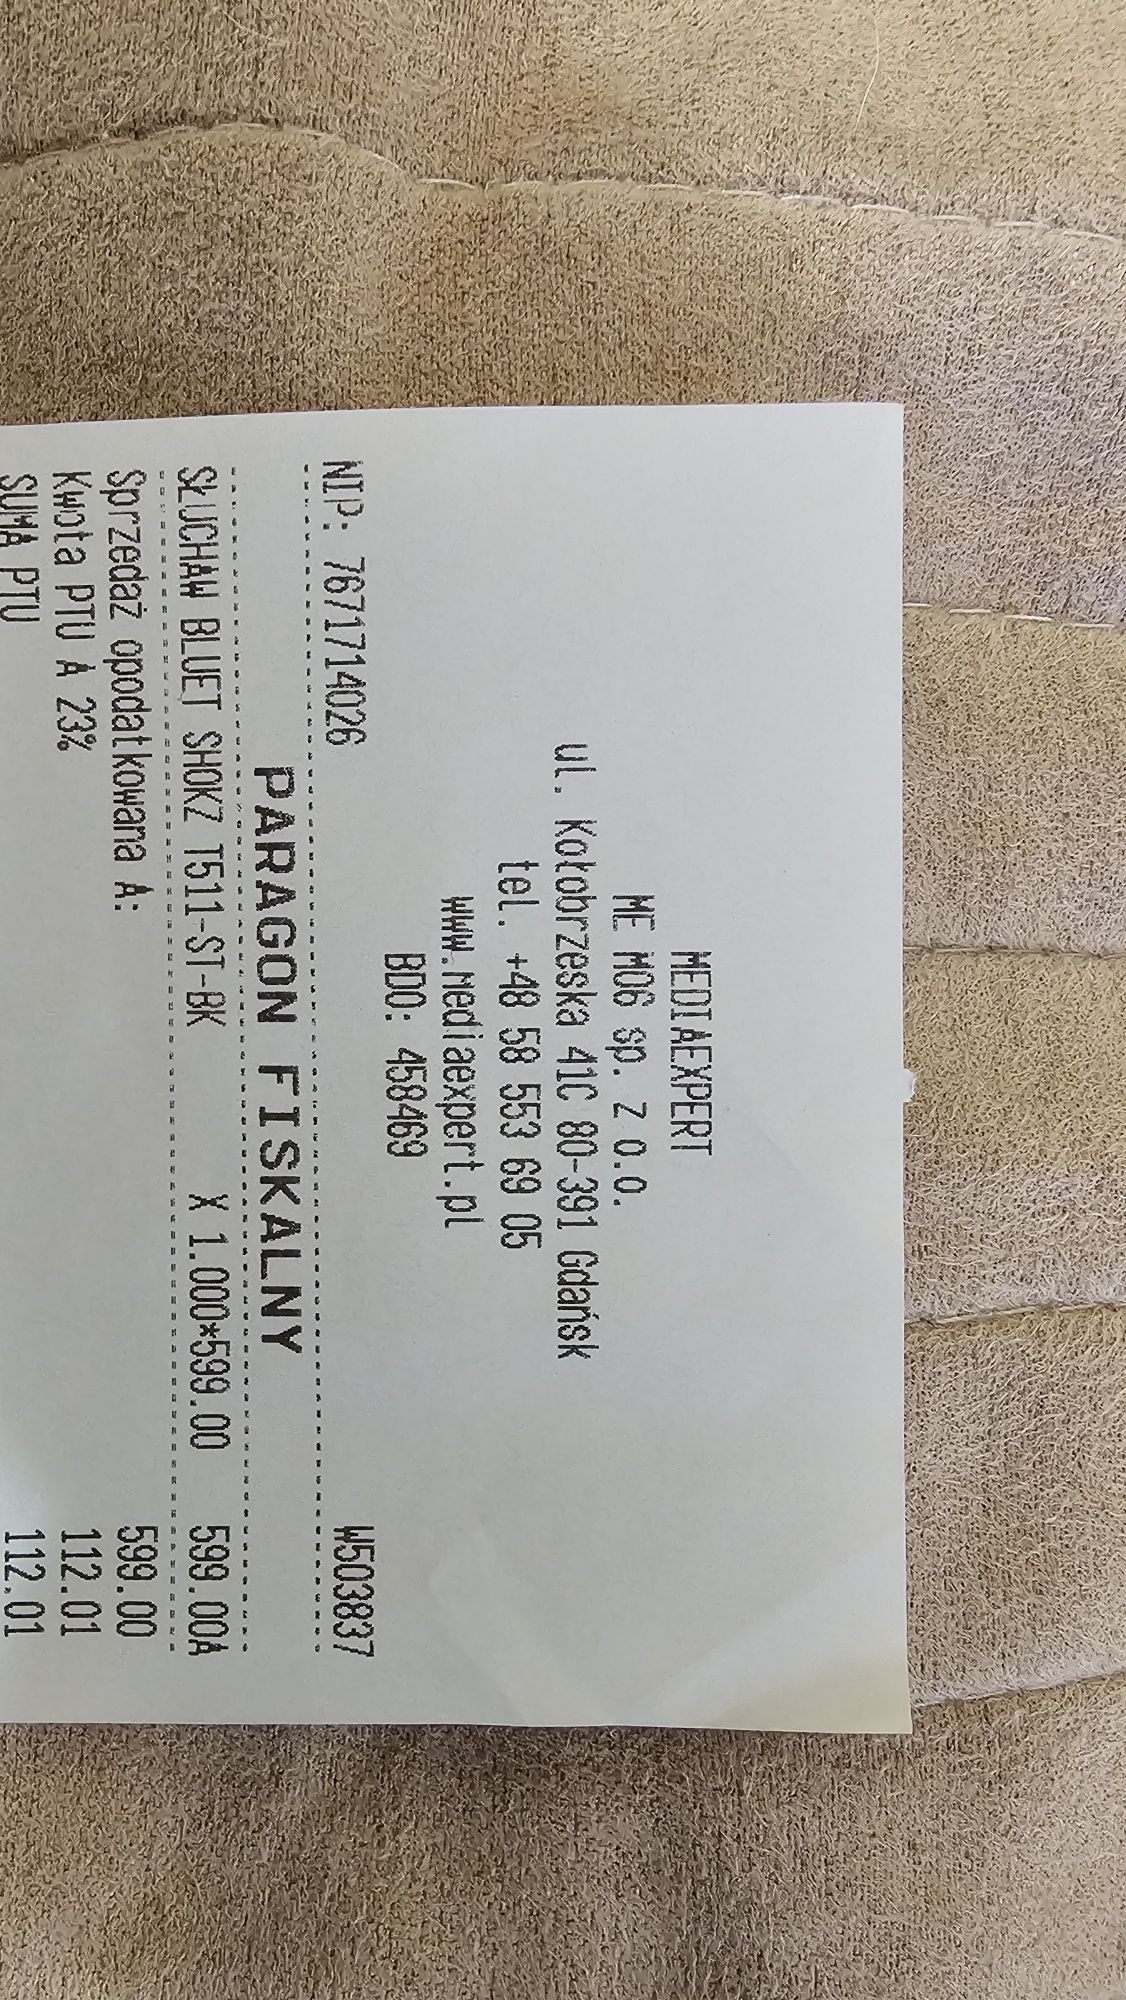 MEDIAEXPERT
ME M06 sp. Z o.o.
ul. Kołobrzeska 41C 80-391 Gdańsk
tel. +48 58 553 69 05
www.mediaexpert.pl
BDO: 458469
NIP: 7671714026 W503837
PARAGON FISKALNY
SŁUCHAW BLUET SHOKZ T511-ST-BK X 1.000*599.00 599.00A
Sprzedaż opodatkowana A: 599.00
Kwota PTU A 23% 112.01
SUMA PTU 112.01